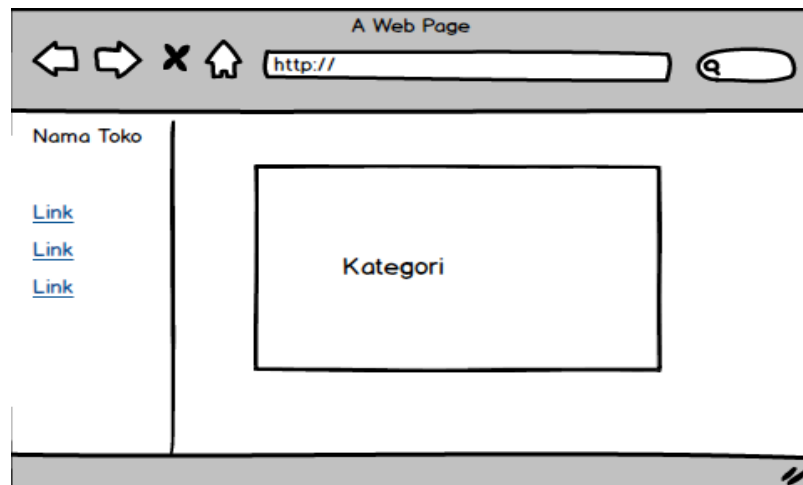 A Web Page
http://
Nama Toko
Link
Link
Link
Kategori